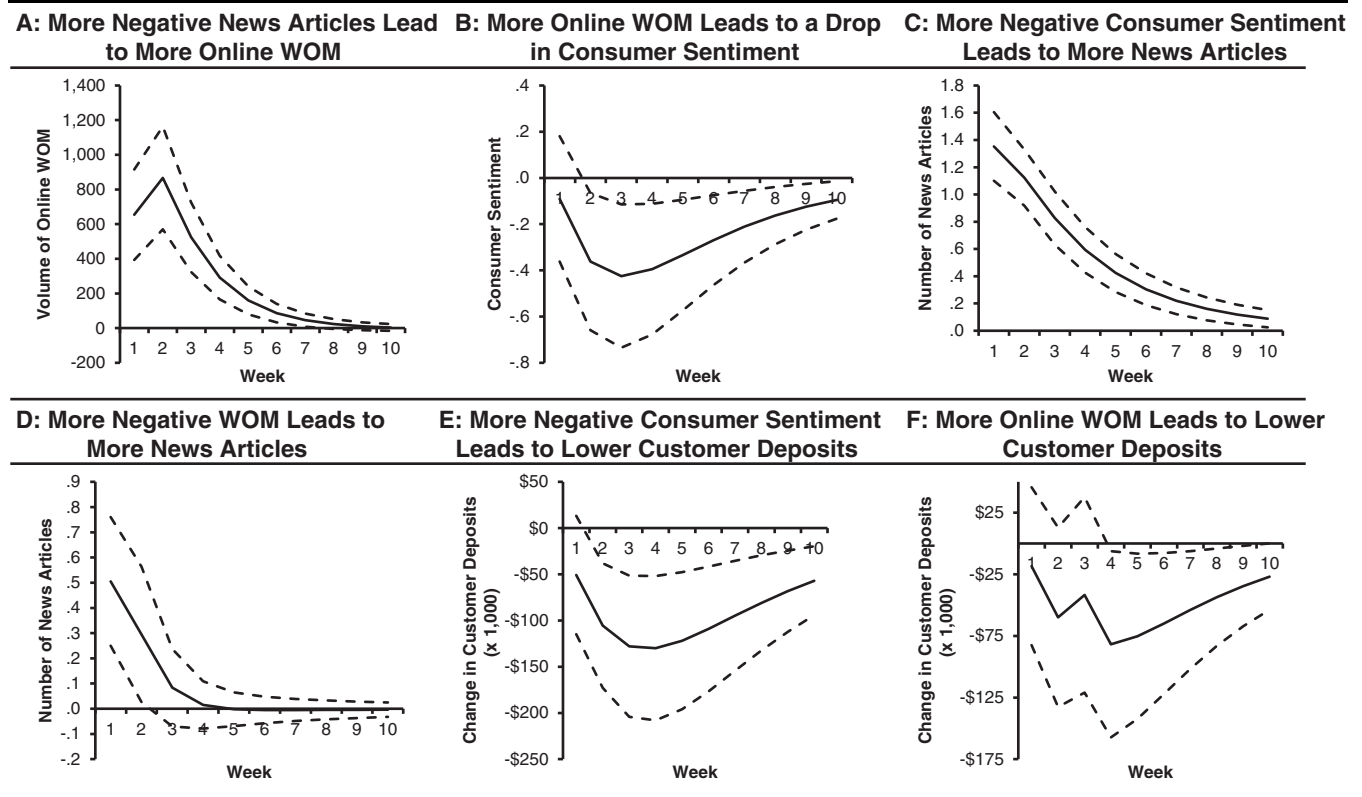 A: More Negative News Articles Lead
to More Online WOM
1,400
1,200
1,000
800
600
400
200
0
-200
Volume of Online WOM
1 2 3 4 5 6 7 8 9 10
Week
B: More Online WOM Leads to a Drop
in Consumer Sentiment
.4
.2
.0
-.2
-.4
-.6
-.8
Consumer Sentiment
1 2 3 4 5 6 7 8 9 10
Week
C: More Negative Consumer Sentiment
Leads to More News Articles
1.8
1.6
1.4
1.2
1.0
.8
.6
.4
.2
.0
Number of News Articles
1 2 3 4 5 6 7 8 9 10
Week
D: More Negative WOM Leads to
More News Articles
.9
.8
.7
.6
.5
.4
.3
.2
.1
.0
-.1
-.2
Number of News Articles
1 2 3 4 5 6 7 8 9 10
Week
E: More Negative Consumer Sentiment
Leads to Lower Customer Deposits
$50
$0
-$50
-$100
-$150
-$200
-$250
Change in Customer Deposits
(x 1,000)
1 2 3 4 5 6 7 8 9 10
Week
F: More Online WOM Leads to Lower
Customer Deposits
$25
-$25
-$75
-$125
-$175
Change in Customer Deposits
(x 1,000)
1 2 3 4 5 6 7 8 9 10
Week